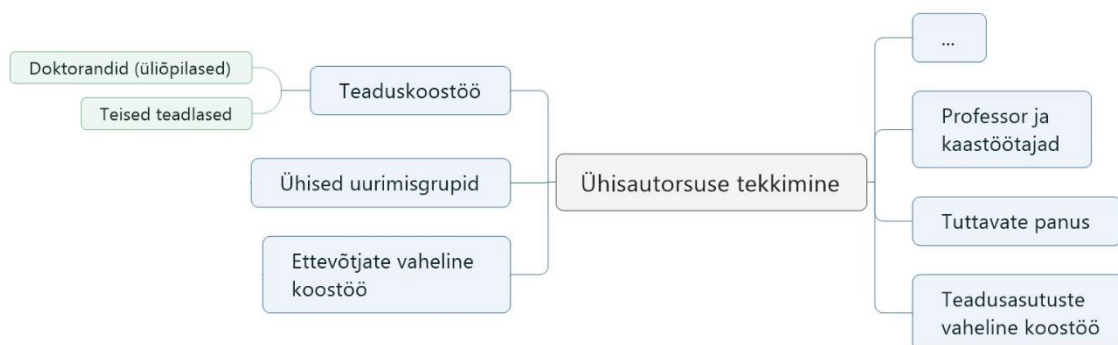 Doktorandid (üliõpilased)
Teised teadlased
Teaduskoostöö
Ühised uurimisgrupid
Ettevõtjate vaheline
koostöö
Ühisautorsuse tekkimine
...
Professor ja
kaastöötajad
Tuttavate panus
Teadusasutuste
vaheline koostöö